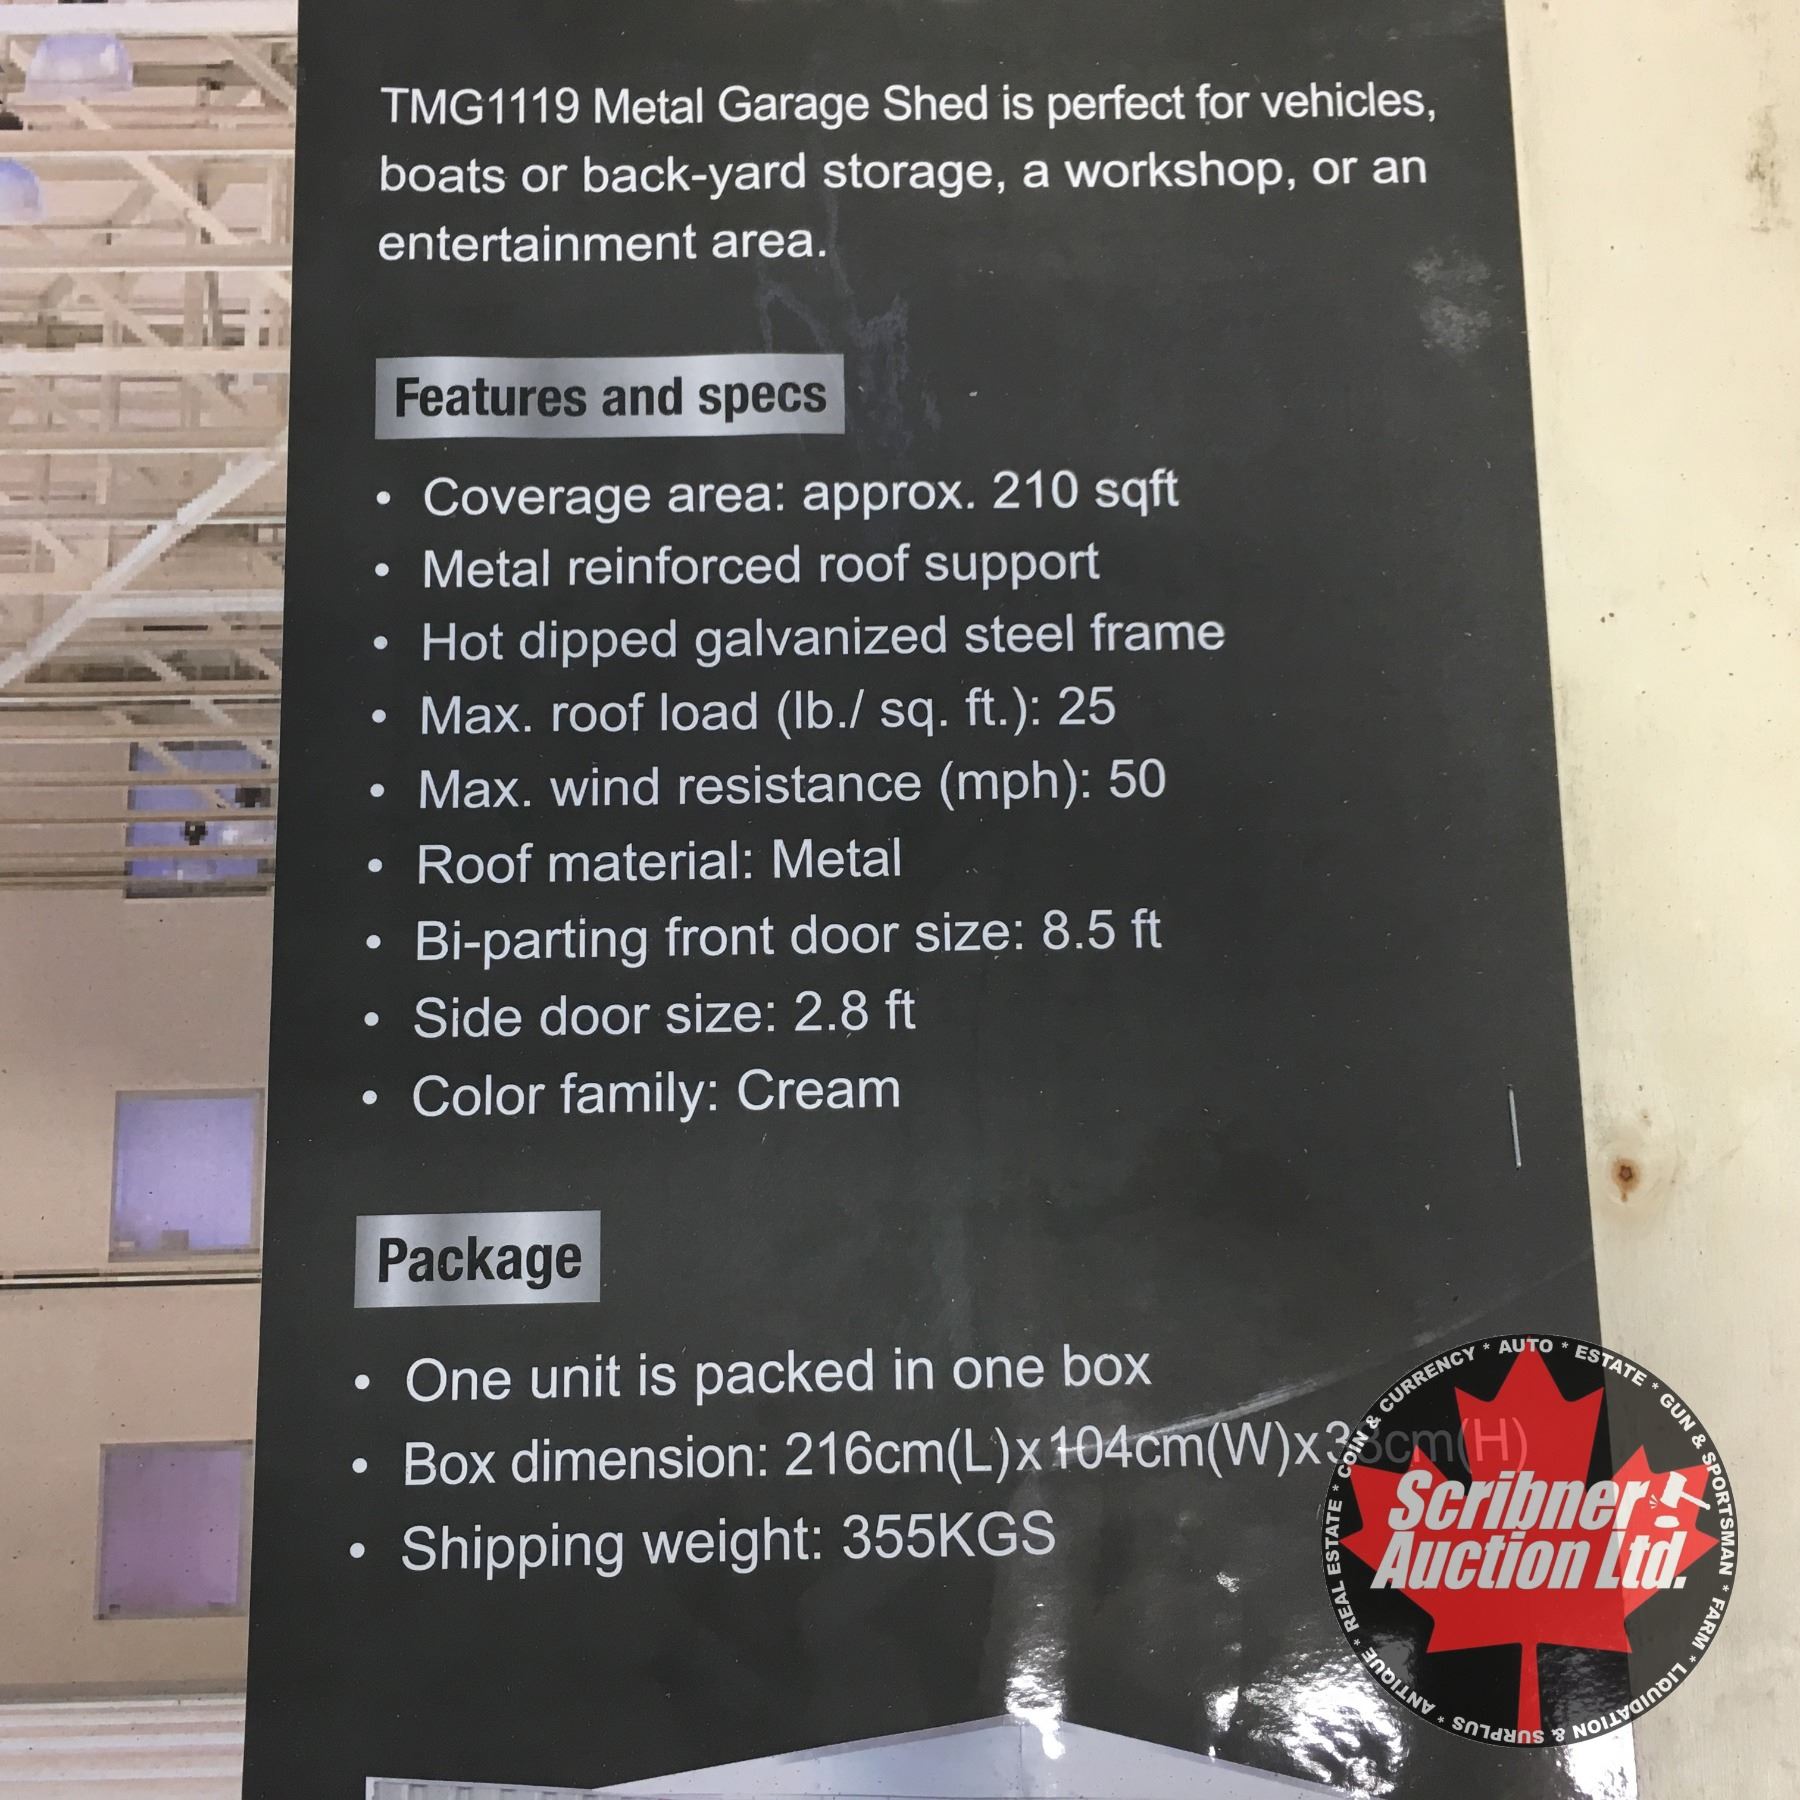 TMG1119 Metal Garage Shed is perfect for vehicles,
boats or back-yard storage, a workshop, or an
entertainment area.
Features and specs
• Coverage area: approx. 210 sqft
• Metal reinforced roof support
• Hot dipped galvanized steel frame
• Max. roof load (lb./ sq. ft.): 25
• Max. wind resistance (mph): 50
• Roof material: Metal
• Bi-parting front door size: 8.5 ft
• Side door size: 2.8 ft
• Color family: Cream
Package
• One unit is packed in one box
• Box dimension: 216cm(L)x104cm(W)x33cm(H)
• Shipping weight: 355KGS
Scribner
Auction Ltd.
REAL ESTATE * COIN & CURRENCY * AUTO * ESTATE * GUN & SPORTSMAN * FARM * LIQUIDATION & SURPLUS * ANTIQUE *